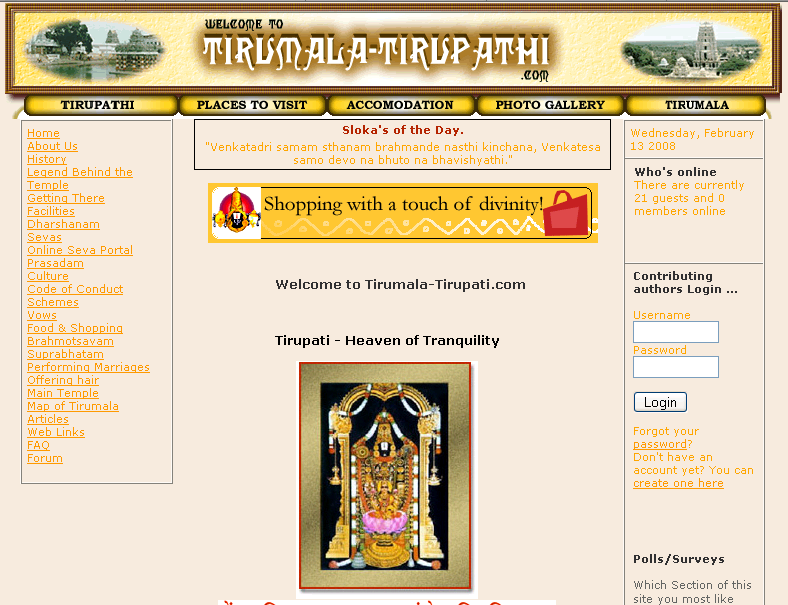 WELCOME TO
TIRUMALA-TIRUPATHI
.COM
TIRUPATHI
PLACES TO VISIT
ACCOMODATION
PHOTO GALLERY
TIRUMALA
Home
About Us
History
Legend Behind the
Temple
Getting There
Facilities
Dharshanam
Sevas
Online Seva Portal
Prasadam
Culture
Code of Conduct
Schemes
Vows
Food & Shopping
Brahmotsavam
Suprabhatam
Performing Marriages
Offering hair
Main Temple
Map of Tirumala
Articles
Web Links
FAQ
Forum
Sloka's of the Day.
"Venkatadri samam sthanam brahmande nasthi kinchana, Venkatesa
samo devo na bhuto na bhavishyathi."
Shopping with a touch of divinity!
Welcome to Tirumala-Tirupati.com
Tirupati - Heaven of Tranquility
Wednesday, February
13 2008
Who's online
There are currently
21 guests and 0
members online
Contributing
authors Login ...
Username
Password
Login
Forgot your
password?
Don't have an
account yet? You can
create one here
Polls/Surveys
Which Section of this
site you most like